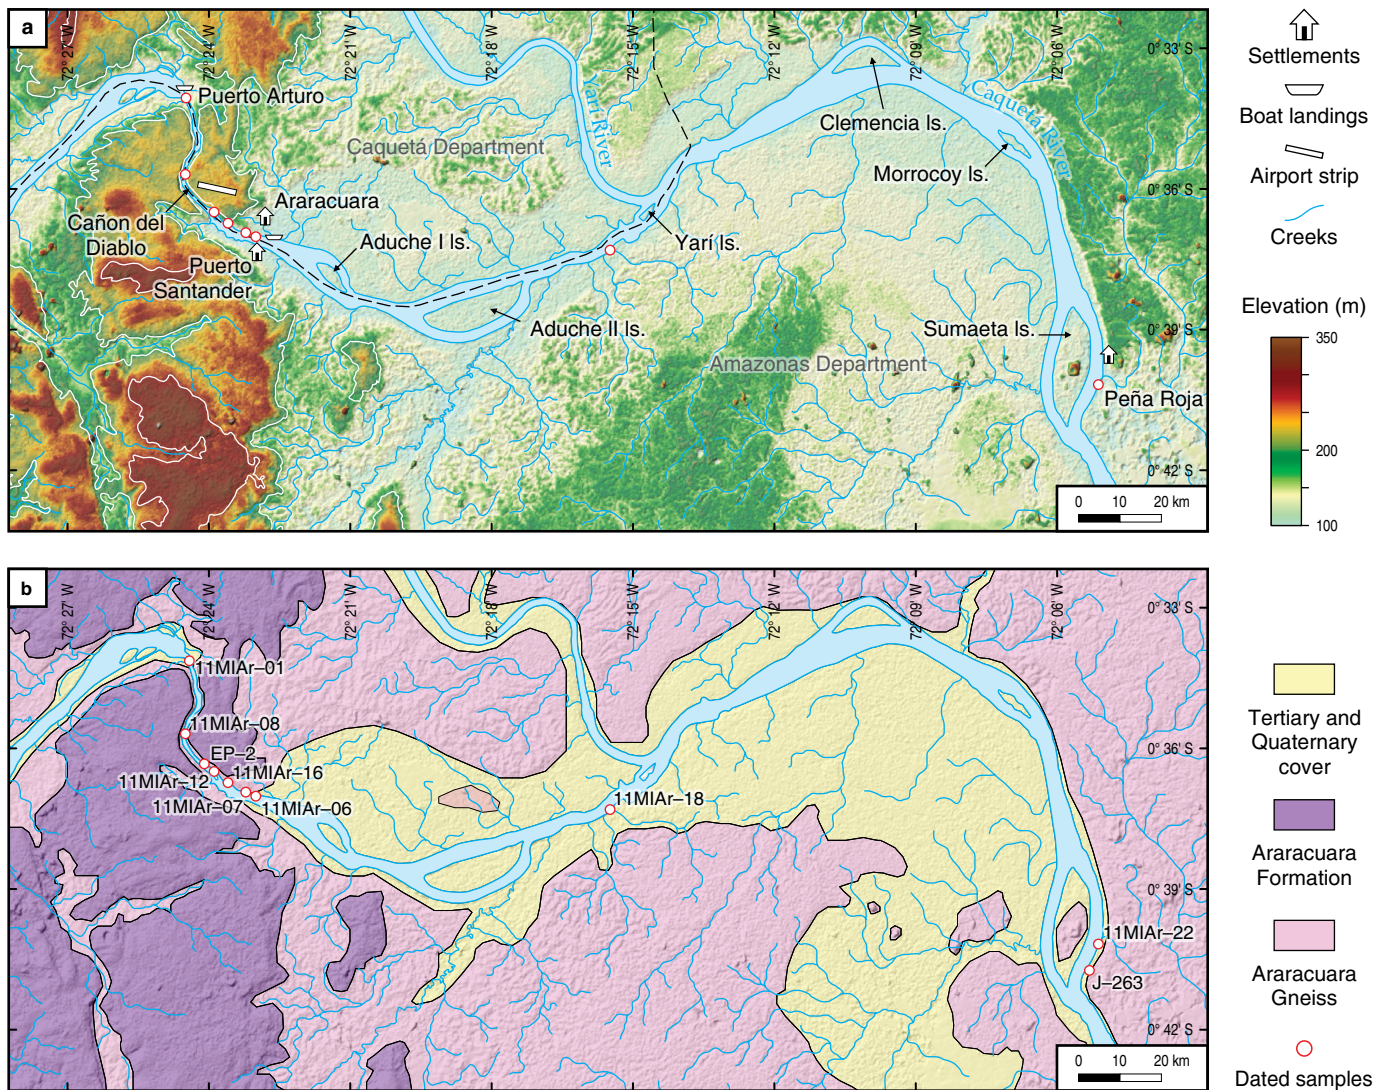 a
72° 27' W
72° 24' W
72° 21' W
72° 18' W
72° 15' W
72° 12' W
72° 09' W
72° 06' W
0° 33' S
0° 36' S
0° 39' S
0° 42' S
Puerto Arturo
Caquetá Department
Yarí River
Clemencia Is.
Caquetá River
Morrocoy Is.
Araracuara
Cañon del
Diablo
Aduche I Is.
Yarí Is.
Puerto
Santander
Aduche II Is.
Sumaeta Is.
Amazonas Department
Peña Roja
0 10 20 km
Settlements
Boat landings
Airport strip
Creeks
Elevation (m)
350
200
100
b
72° 27' W
72° 24' W
72° 21' W
72° 18' W
72° 15' W
72° 12' W
72° 09' W
72° 06' W
0° 33' S
0° 36' S
0° 39' S
0° 42' S
11MIAr–01
11MIAr–08
EP–2
11MIAr–16
11MIAr–12
11MIAr–07
11MIAr–06
11MIAr–18
11MIAr–22
J–263
0 10 20 km
Tertiary and
Quaternary
cover
Araracuara
Formation
Araracuara
Gneiss
Dated samples